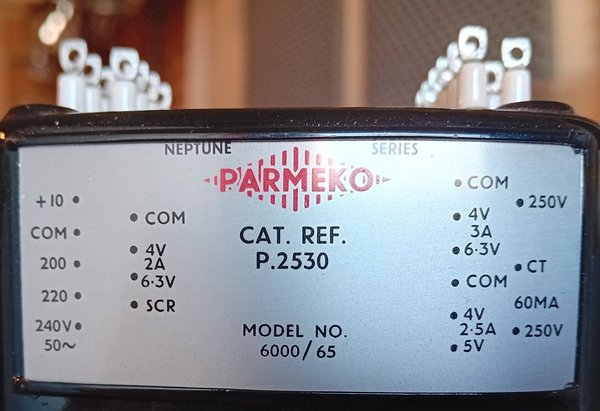 NEPTUNE SERIES
PARMEKO
CAT. REF.
P.2530
MODEL NO.
6000/65
+10
COM
200
220
240V
50~
COM
4V
2A
6·3V
SCR
COM
4V
3A
6·3V
COM
4V
2·5A
5V
250V
CT
60MA
250V